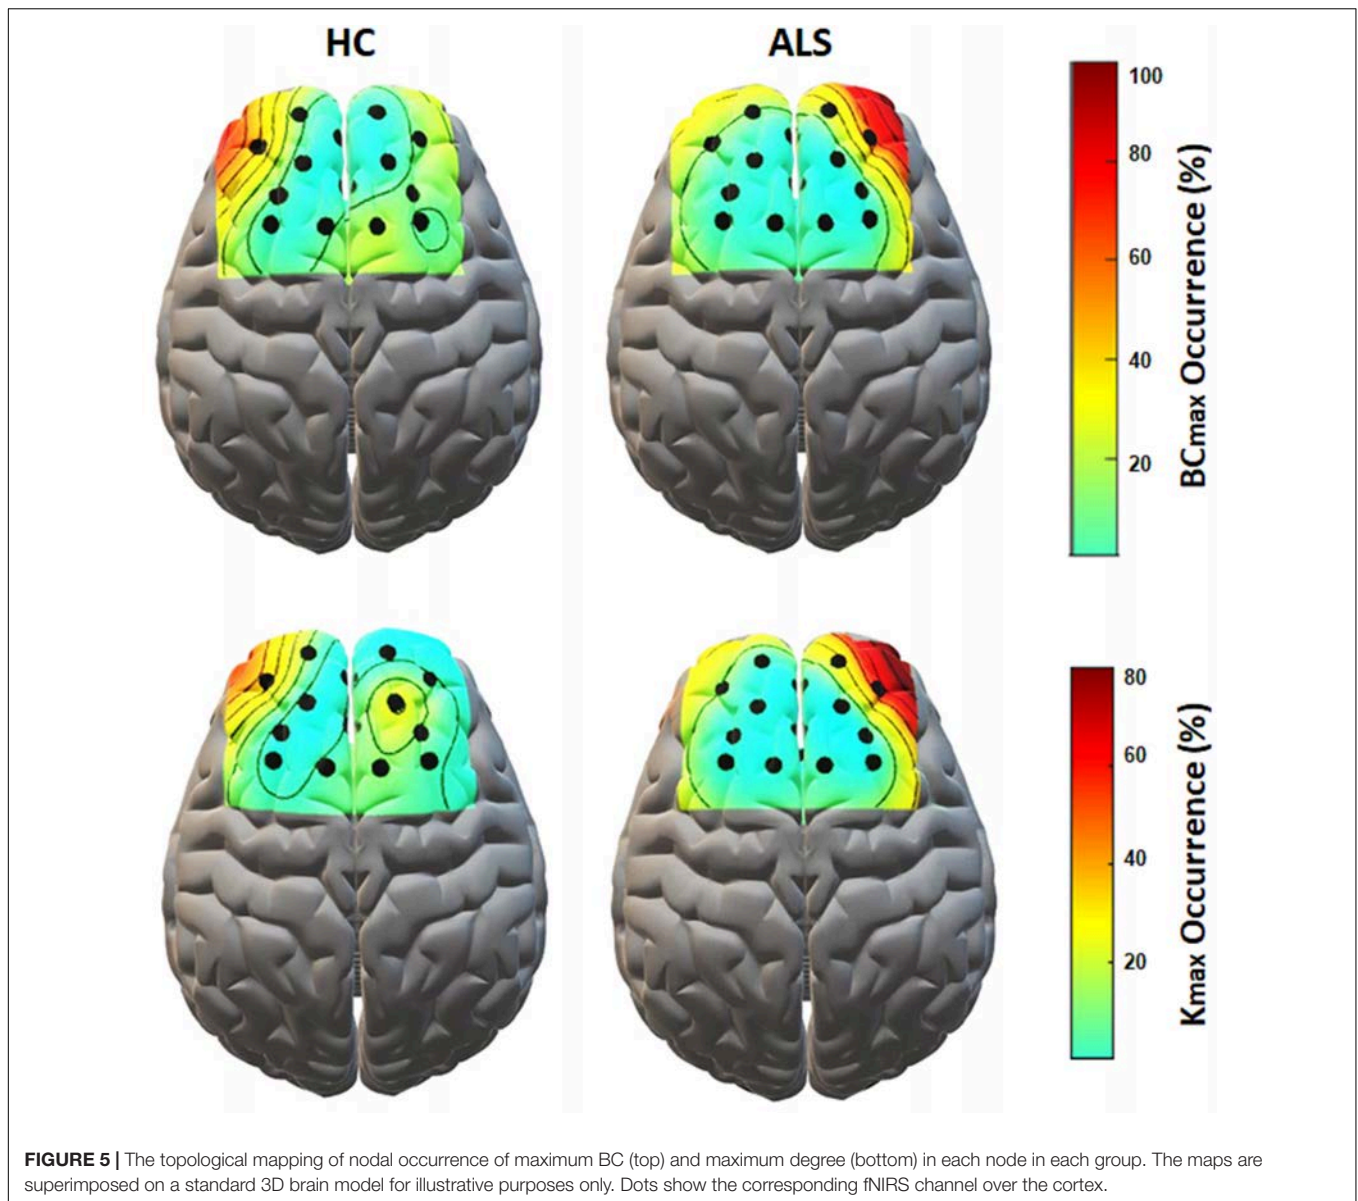 HC ALS
100
80
60
40
20
BCmax Occurrence (%)
80
60
40
20
Kmax Occurrence (%)
FIGURE 5 | The topological mapping of nodal occurrence of maximum BC (top) and maximum degree (bottom) in each node in each group. The maps are
superimposed on a standard 3D brain model for illustrative purposes only. Dots show the corresponding fNIRS channel over the cortex.